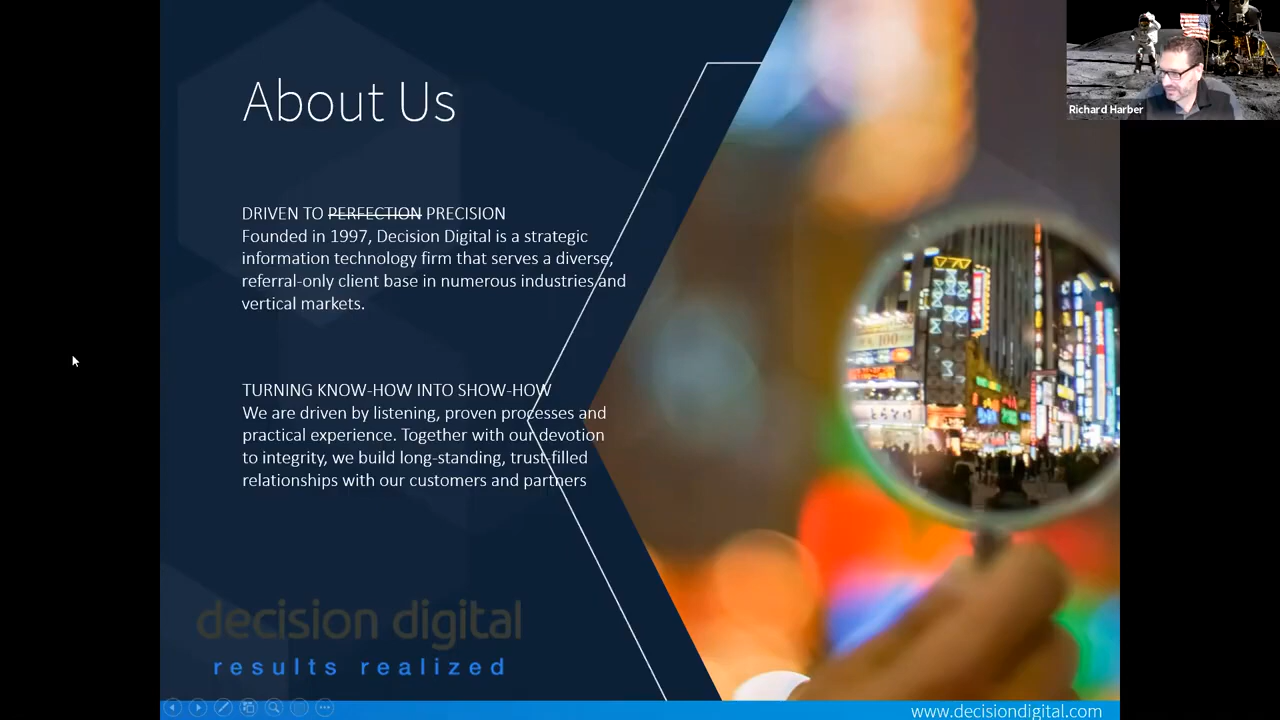 About Us
DRIVEN TO PERFECTION PRECISION
Founded in 1997, Decision Digital is a strategic
information technology firm that serves a diverse,
referral-only client base in numerous industries and
vertical markets.
TURNING KNOW-HOW INTO SHOW-HOW
We are driven by listening, proven processes and
practical experience. Together with our devotion
to integrity, we build long-standing, trust-filled
relationships with our customers and partners
decision digital
results realized
www.decisiondigital.com
Richard Harber
100